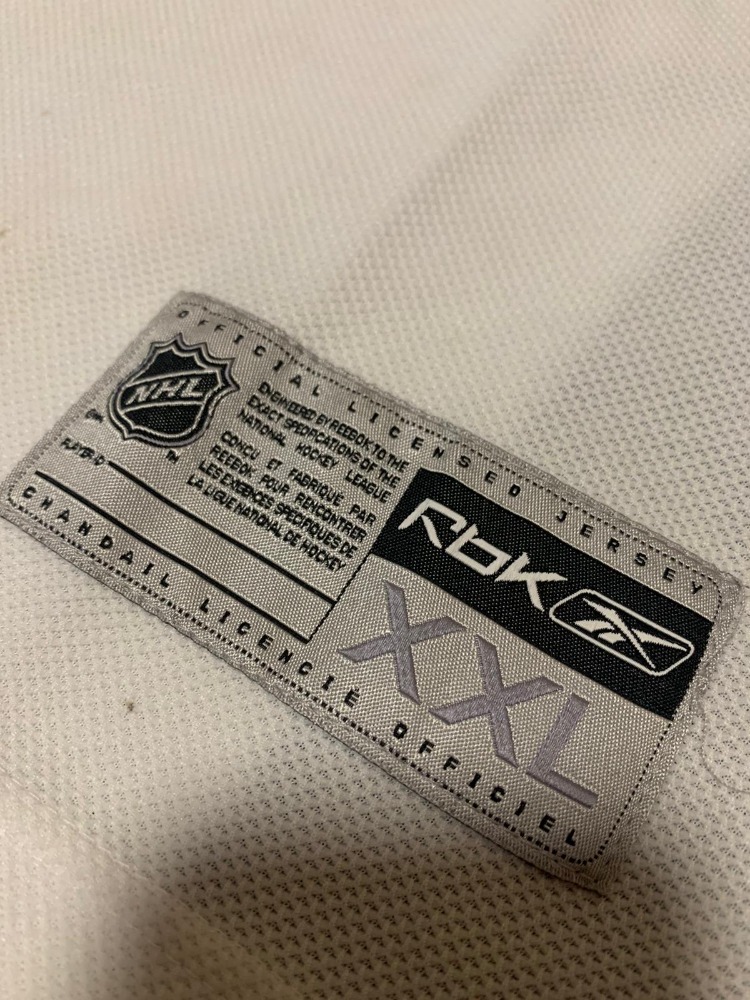 OFFICIAL LICENSED JERSEY
NHL
TM
ENGINEERED BY REEBOK TO THE
EXACT SPECIFICATIONS OF THE
NATIONAL HOCKEY LEAGUE
CONÇU ET FABRIQUÉ PAR
REEBOK POUR RENCONTRER
LES EXIGENCES SPÉCIFIQUES DE
LA LIGUE NATIONAL DE HOCKEY
PLAYER ID
Rbk
XXL
CHANDAIL LICENCIÉ OFFICIEL